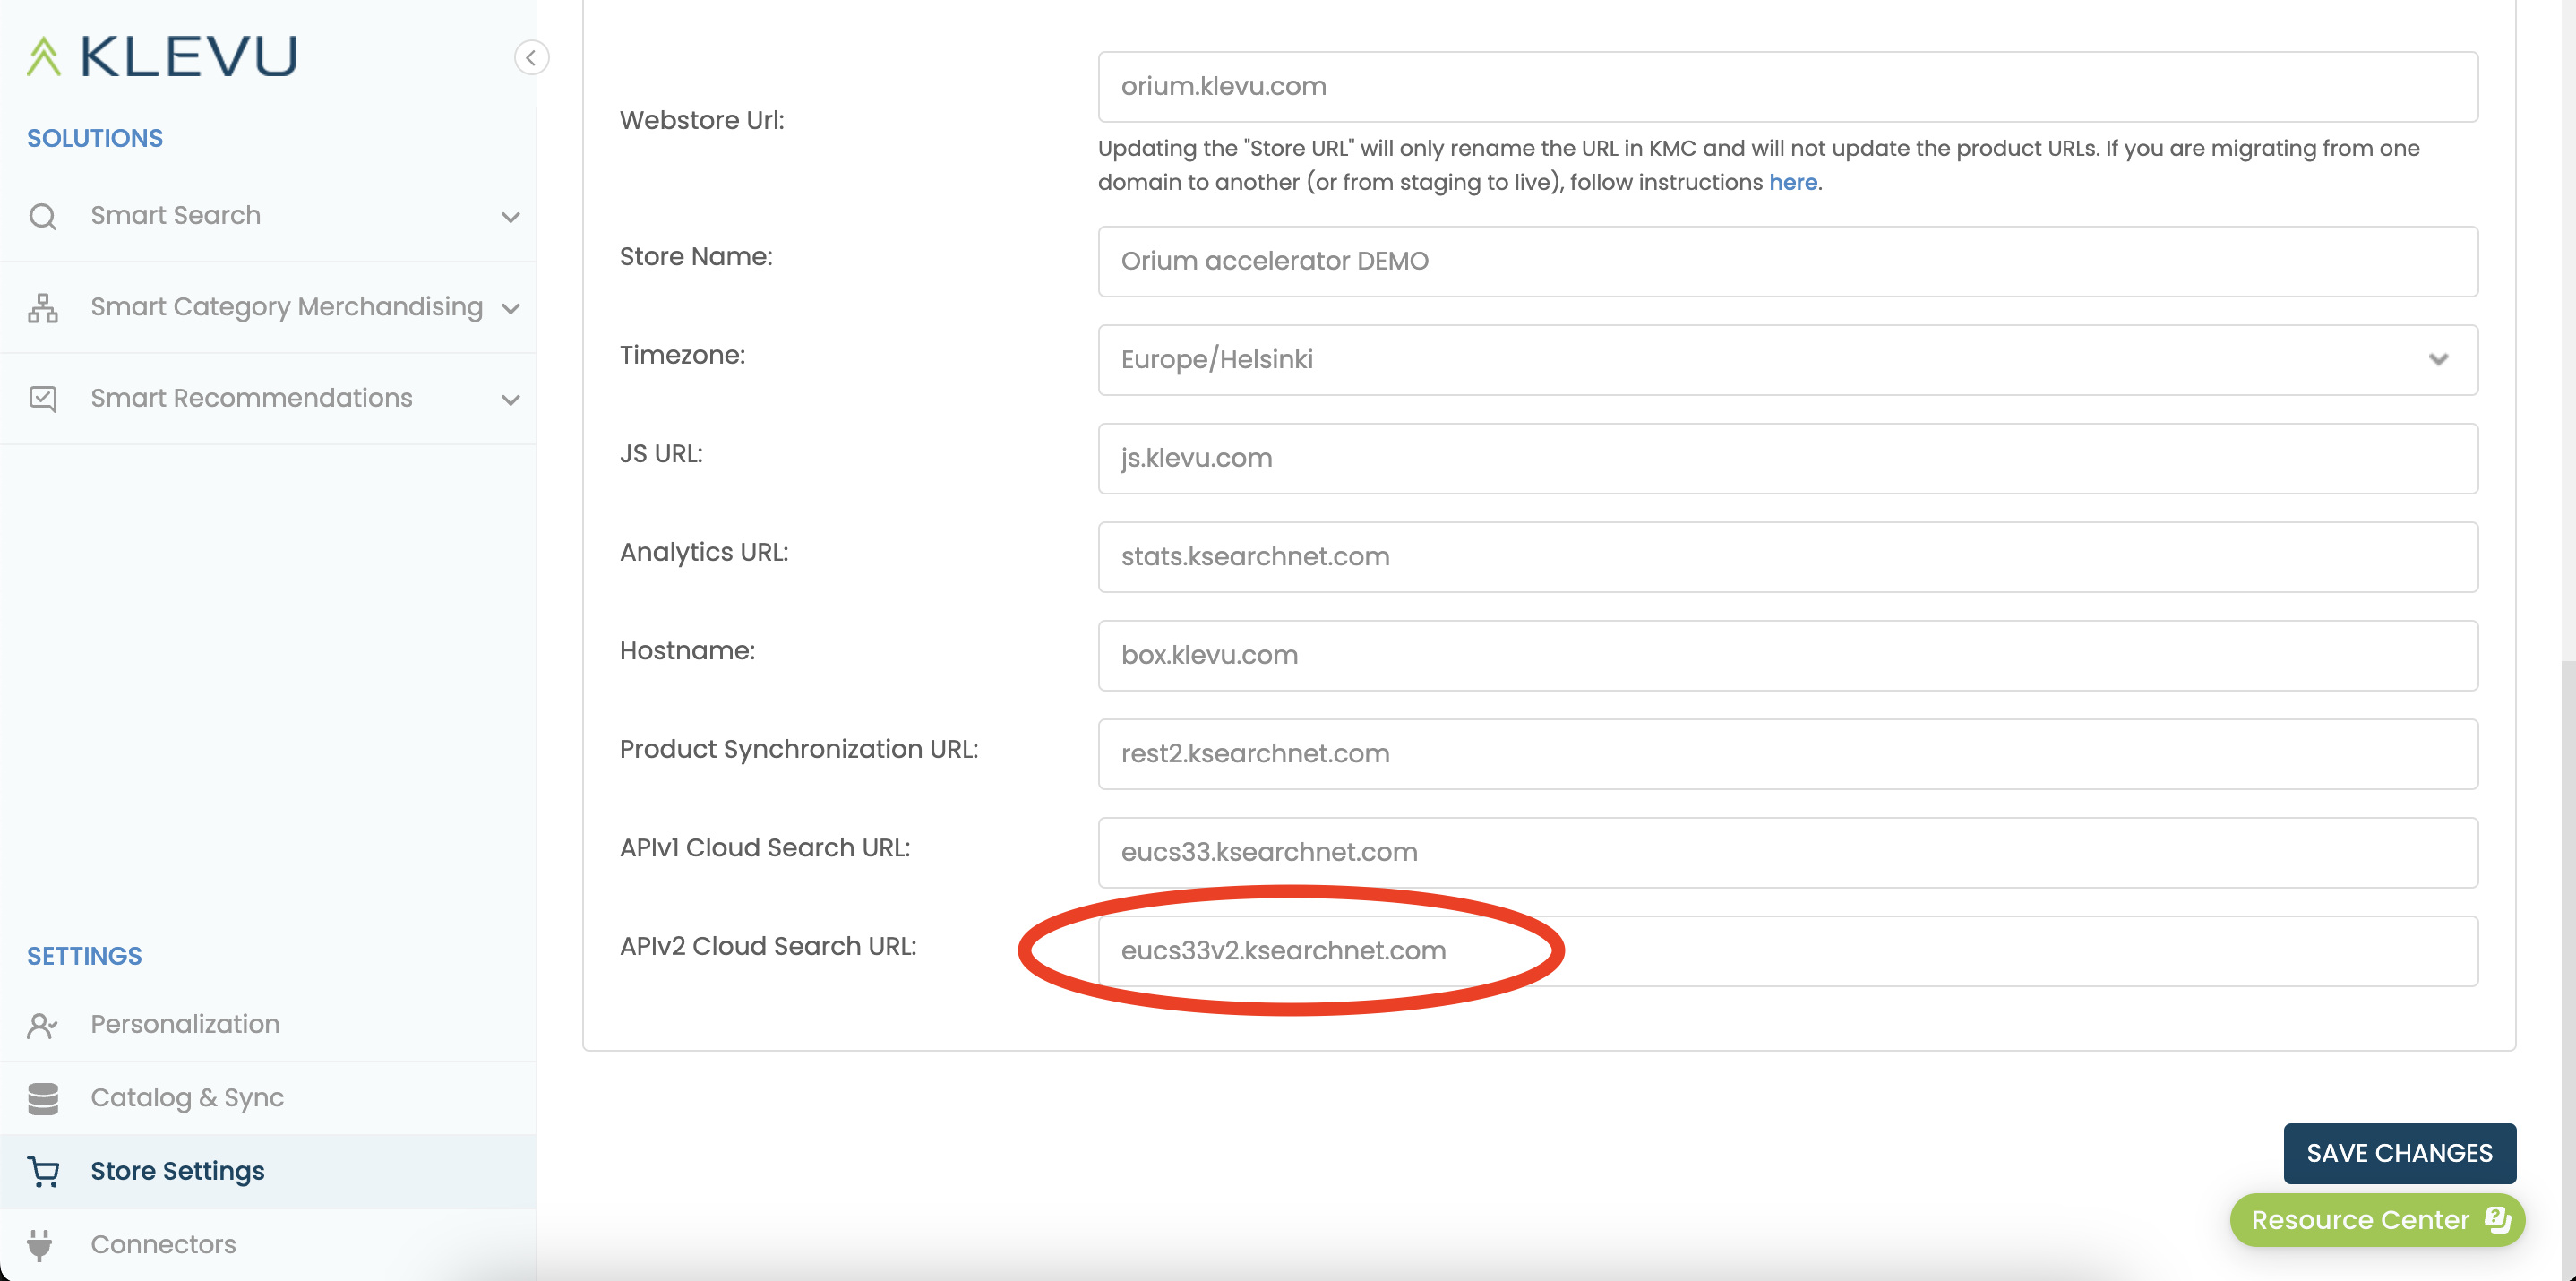 KLEVU
SOLUTIONS
Smart Search
Smart Category Merchandising
Smart Recommendations
SETTINGS
Personalization
Catalog & Sync
Store Settings
Connectors
Webstore Url:
orium.klevu.com
Updating the "Store URL" will only rename the URL in KMC and will not update the product URLs. If you are migrating from one
domain to another (or from staging to live), follow instructions here.
Store Name:
Orium accelerator DEMO
Timezone:
Europe/Helsinki
JS URL:
js.klevu.com
Analytics URL:
stats.ksearchnet.com
Hostname:
box.klevu.com
Product Synchronization URL:
rest2.ksearchnet.com
APIv1 Cloud Search URL:
eucs33.ksearchnet.com
APIv2 Cloud Search URL:
eucs33v2.ksearchnet.com
SAVE CHANGES
Resource Center